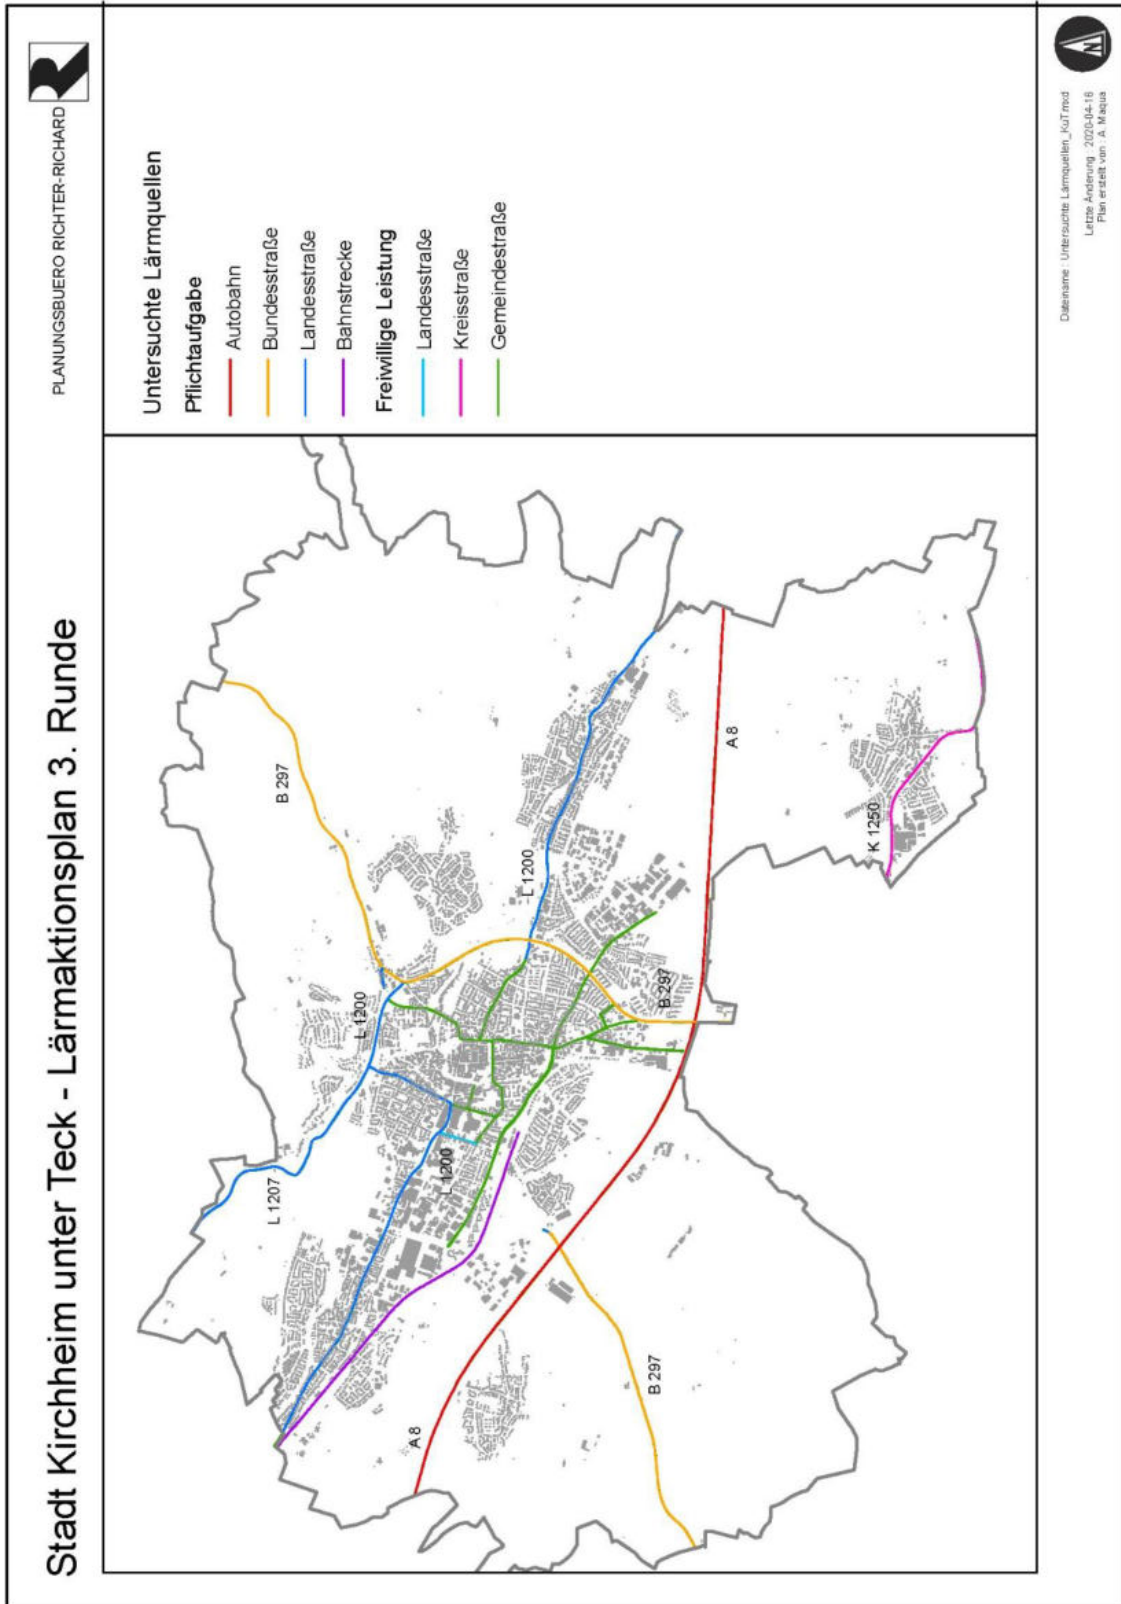 Stadt Kirchheim unter Teck - Lärmaktionsplan 3. Runde
PLANUNGSBUERO RICHTER-RICHARD
Untersuchte Lärmquellen
Pflichtaufgabe
Autobahn
Bundesstraße
Landesstraße
Bahnstrecke
Freiwillige Leistung
Landesstraße
Kreisstraße
Gemeindestraße
L 1207
B 297
L 1200
L 1200
L 1200
A 8
B 297
B 297
A 8
K 1250
N
Dateiname : Untersuchte Lärmquellen_KuT.mxd
Letzte Änderung : 2020-04-16
Plan erstellt von : A. Maqua